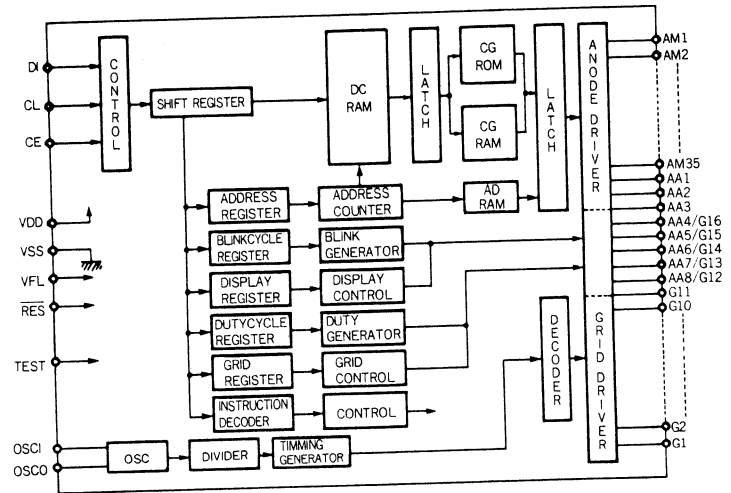 DI
CL
CE
VDD
VSS
VFL
RES
TEST
OSCI
OSCO
CONTROL
SHIFT REGISTER
DC
RAM
LATCH
CG
ROM
CG
RAM
LATCH
ADDRESS
REGISTER
ADDRESS
COUNTER
AD
RAM
BLINKCYCLE
REGISTER
BLINK
GENERATOR
DISPLAY
REGISTER
DISPLAY
CONTROL
DUTYCYCLE
REGISTER
DUTY
GENERATOR
GRID
REGISTER
GRID
CONTROL
INSTRUCTION
DECODER
CONTROL
OSC
DIVIDER
TIMMING
GENERATOR
DECODER
ANODE DRIVER
GRID DRIVER
AM1
AM2
AM35
AA1
AA2
AA3
AA4/G16
AA5/G15
AA6/G14
AA7/G13
AA8/G12
G11
G10
G2
G1